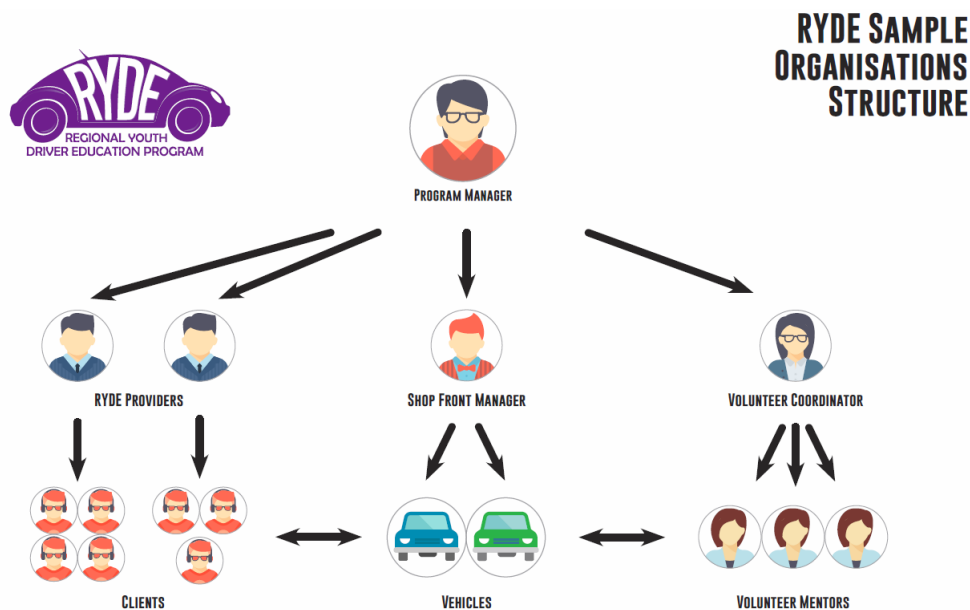 RYDE
REGIONAL YOUTH
DRIVER EDUCATION PROGRAM
RYDE SAMPLE
ORGANISATIONS
STRUCTURE
PROGRAM MANAGER
RYDE PROVIDERS
SHOP FRONT MANAGER
VOLUNTEER COORDINATOR
CLIENTS
VEHICLES
VOLUNTEER MENTORS